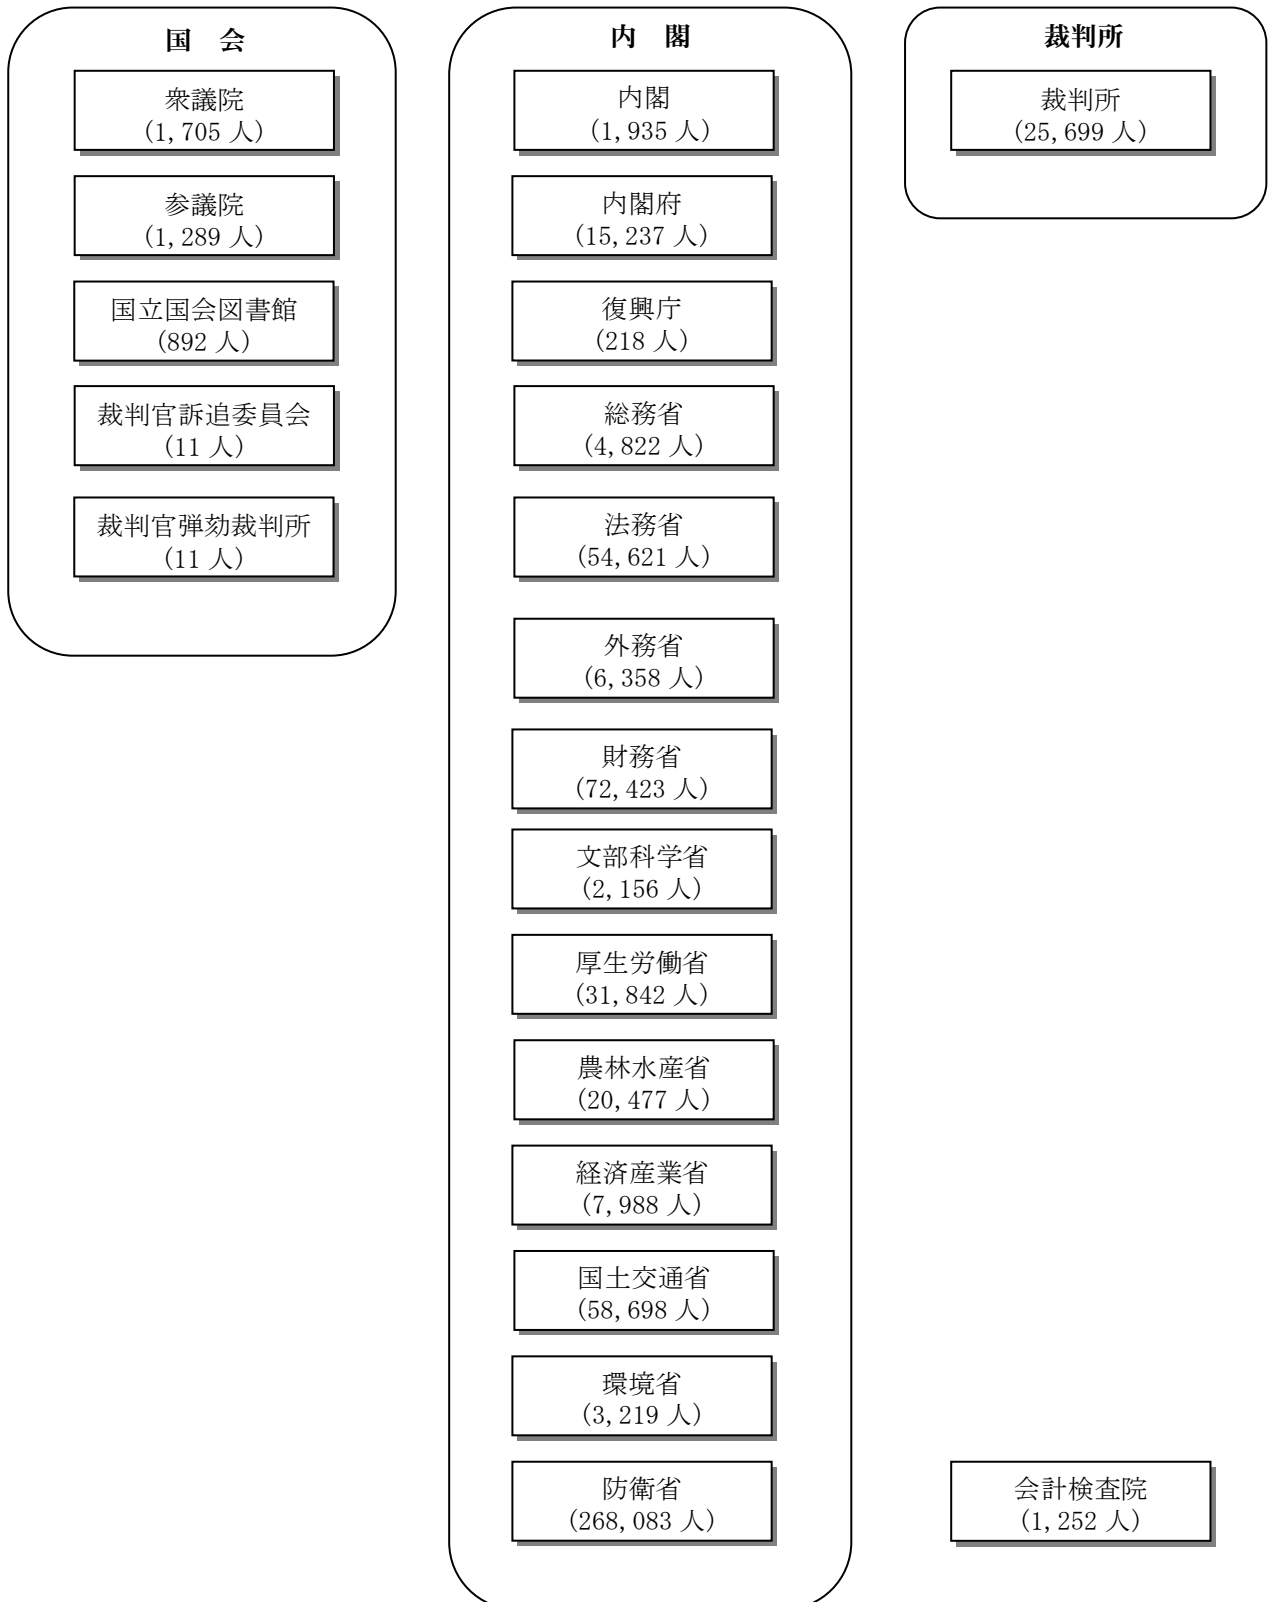 国　会
衆議院
(1,705 人)
参議院
(1,289 人)
国立国会図書館
(892 人)
裁判官訴追委員会
(11 人)
裁判官弾劾裁判所
(11 人)
内　閣
内閣
(1,935 人)
内閣府
(15,237 人)
復興庁
(218 人)
総務省
(4,822 人)
法務省
(54,621 人)
外務省
(6,358 人)
財務省
(72,423 人)
文部科学省
(2,156 人)
厚生労働省
(31,842 人)
農林水産省
(20,477 人)
経済産業省
(7,988 人)
国土交通省
(58,698 人)
環境省
(3,219 人)
防衛省
(268,083 人)
裁判所
裁判所
(25,699 人)
会計検査院
(1,252 人)